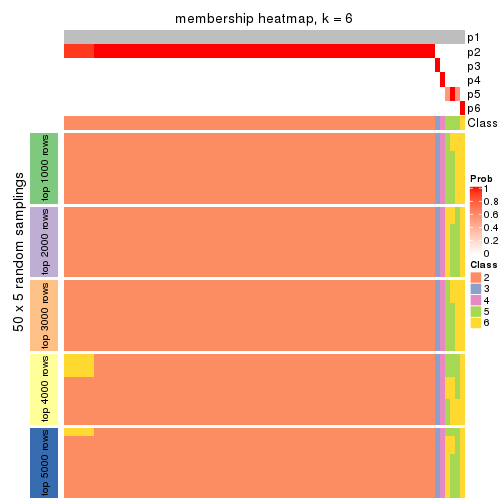 membership heatmap, k = 6
p1
p2
p3
p4
p5
p6
Class
50 x 5 random samplings
top 1000 rows
top 2000 rows
top 3000 rows
top 4000 rows
top 5000 rows
Prob
1
0.8
0.6
0.4
0.2
0
Class
2
3
4
5
6